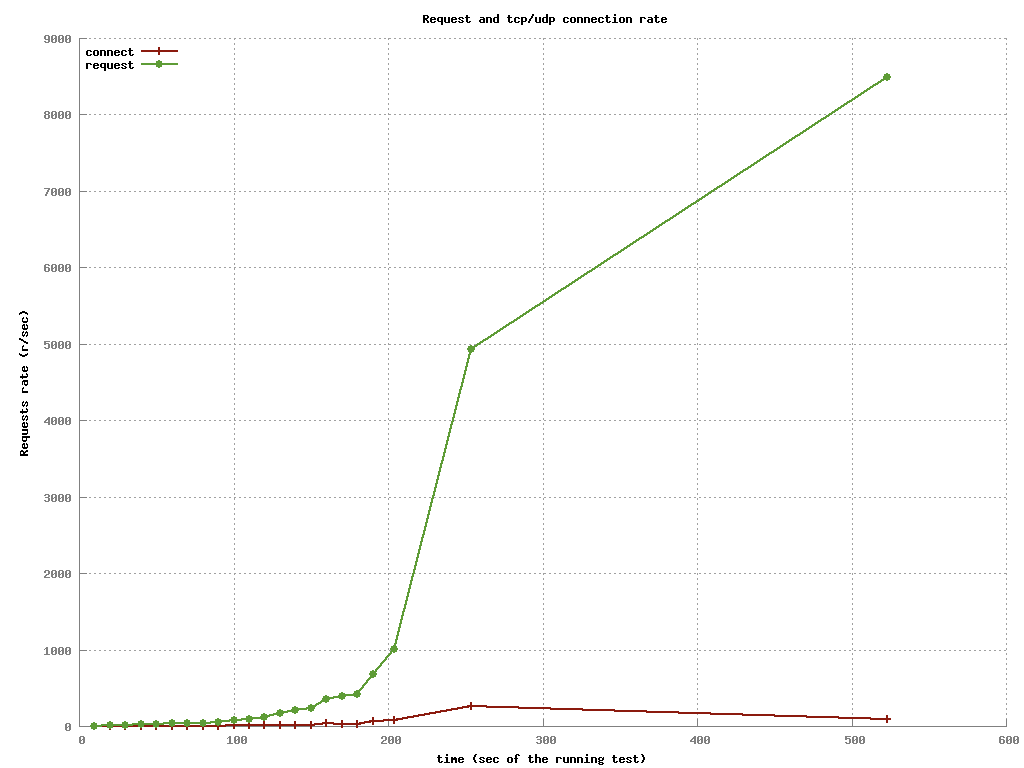 Request and tcp/udp connection rate
connect
request
9000
8000
7000
6000
5000
4000
3000
2000
1000
0
Requests rate (r/sec)
0 100 200 300 400 500 600
time (sec of the running test)